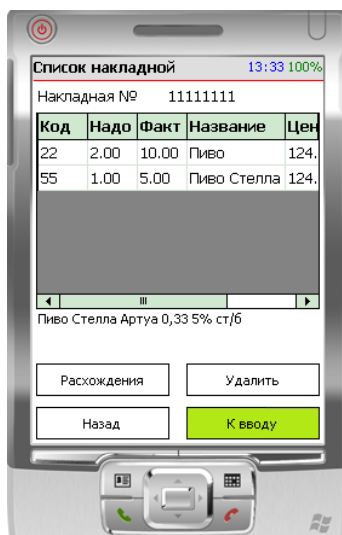 Список накладной 13:33 100%
Накладная № 11111111
Код Надо Факт Название Цен
22 2.00 10.00 Пиво 124.
55 1.00 5.00 Пиво Стелла 124.
Пиво Стелла Артуа 0,33 5% ст/б
Расхождения Удалить
Назад К вводу